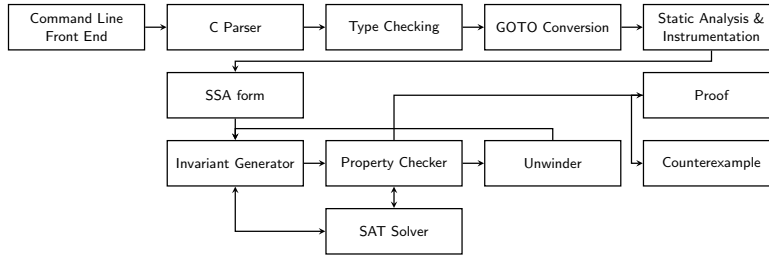 Command Line
Front End
C Parser
Type Checking
GOTO Conversion
Static Analysis &
Instrumentation
SSA form
Proof
Invariant Generator
Property Checker
Unwinder
Counterexample
SAT Solver